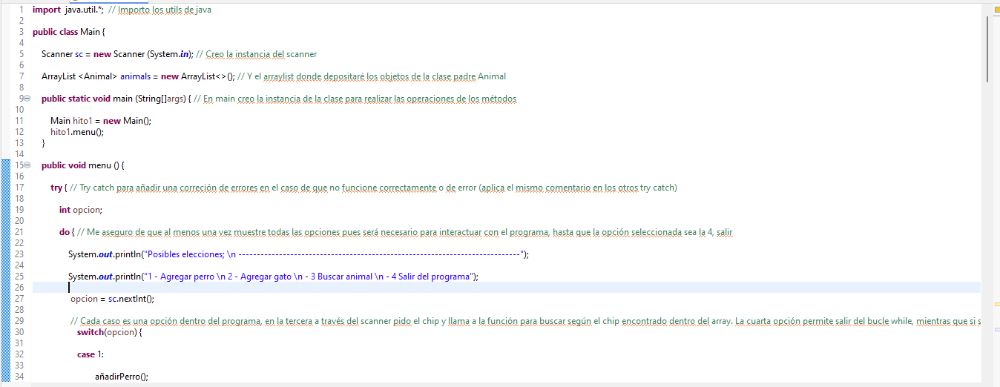 1 import java.util.*; // Importo los utils de java
2
3 public class Main {
4
5 Scanner sc = new Scanner (System.in); // Creo la instancia del scanner
6
7 ArrayList <Animal> animals = new ArrayList<>(); // Y el arraylist donde depositaré los objetos de la clase padre Animal
8
9 public static void main (String[]args) { // En main creo la instancia de la clase para realizar las operaciones de los métodos
10
11 Main hito1 = new Main();
12 hito1.menu();
13 }
14
15 public void menu () {
16
17 try { // Try catch para añadir una correción de errores en el caso de que no funcione correctamente o de error (aplica el mismo comentario en los otros try catch)
18
19 int opcion;
20
21 do { // Me aseguro de que al menos una vez muestre todas las opciones pues será necesario para interactuar con el programa, hasta que la opción seleccionada sea la 4, salir
22
23 System.out.println("Posibles elecciones; \n ----------------------------------------------------------------------------");
24
25 System.out.println("1 - Agregar perro \n 2 - Agregar gato \n - 3 Buscar animal \n - 4 Salir del programa");
26
27 opcion = sc.nextInt();
28
29 // Cada caso es una opción dentro del programa, en la tercera a través del scanner pido el chip y llama a la función para buscar según el chip encontrado dentro del array. La cuarta opción permite salir del bucle while, mientras que si s
30 switch(opcion) {
31
32 case 1:
33
34 añadirPerro();